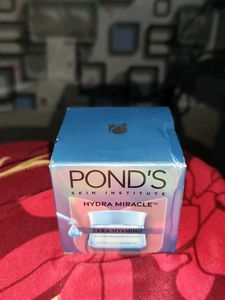 POND'S
SKIN INSTITUTE
HYDRA MIRACLE™
CERA-HYAMINO